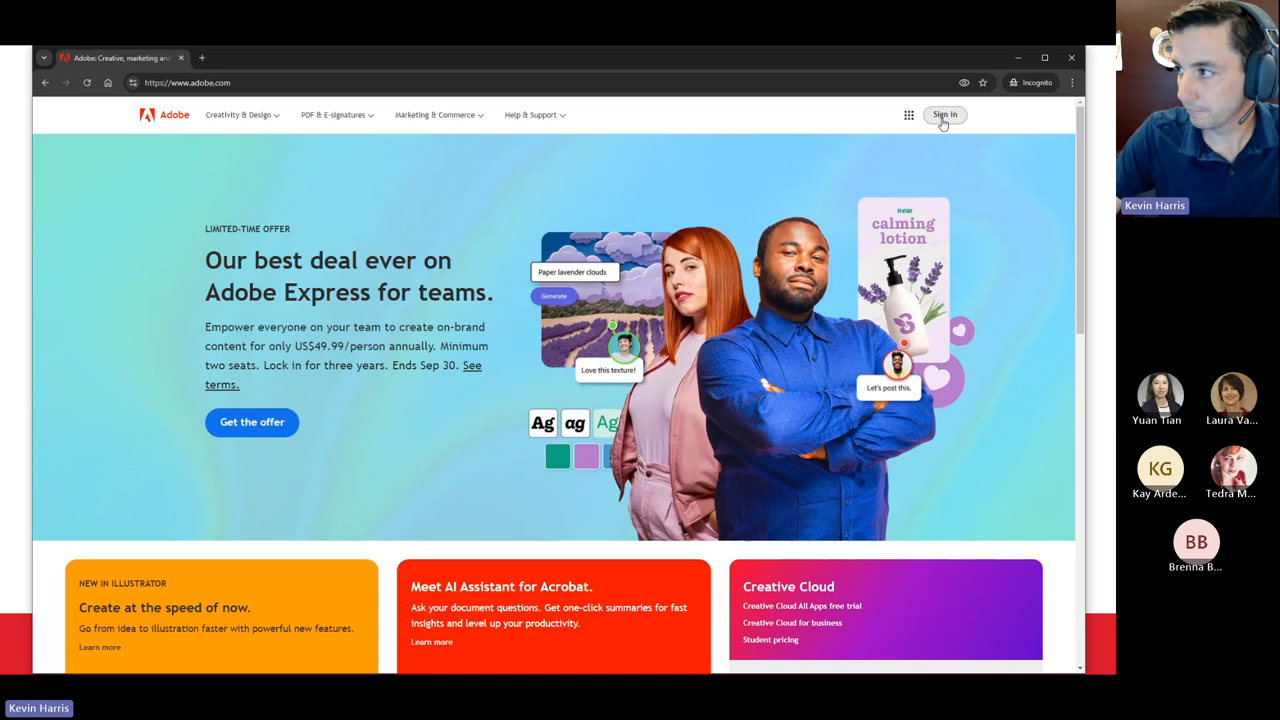 Adobe: Creative, marketing an
https://www.adobe.com
Incognito
Adobe
Creativity & Design
PDF & E-signatures
Marketing & Commerce
Help & Support
Sign in
LIMITED-TIME OFFER
Our best deal ever on
Adobe Express for teams.
Empower everyone on your team to create on-brand
content for only US$49.99/person annually. Minimum
two seats. Lock in for three years. Ends Sep 30. See
terms.
Get the offer
Paper lavender clouds
Generate
Love this texture!
Ag
ag
Ag
new
calming
lotion
Let's post this.
NEW IN ILLUSTRATOR
Create at the speed of now.
Go from idea to illustration faster with powerful new features.
Learn more
Meet AI Assistant for Acrobat.
Ask your document questions. Get one-click summaries for fast
insights and level up your productivity.
Learn more
Creative Cloud
Creative Cloud All Apps free trial
Creative Cloud for business
Student pricing
Kevin Harris
Yuan Tian
Laura Va...
KG
Kay Arde...
Tedra M...
BB
Brenna B...
Kevin Harris